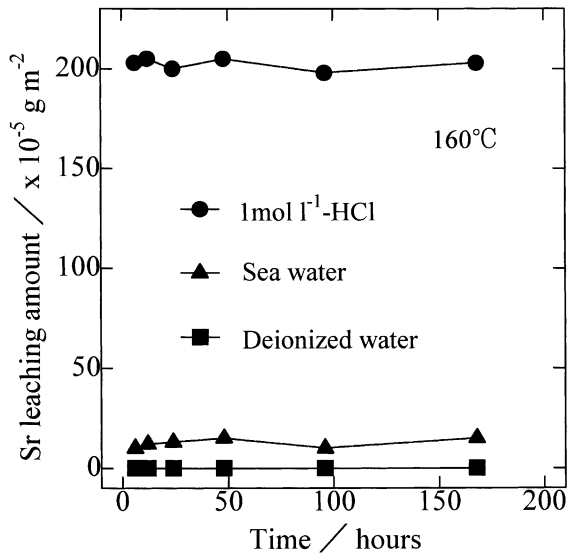 Sr leaching amount / x 10⁻⁵ g m⁻²
200
150
100
50
0
160℃
1mol l⁻¹-HCl
Sea water
Deionized water
0 50 100 150 200
Time / hours